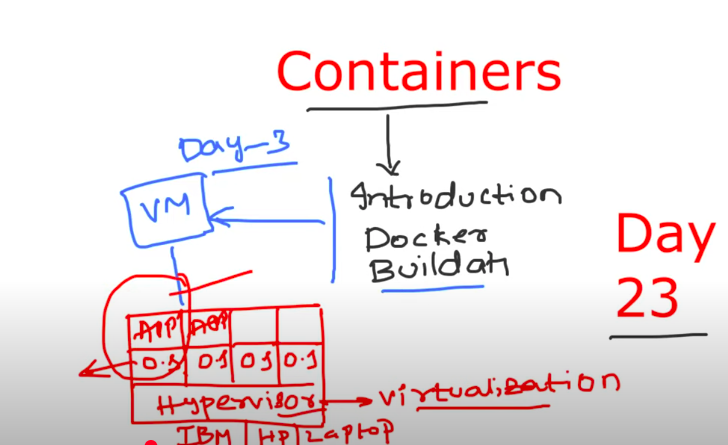 Containers
Day-3
VM
Introduction
Docker
Buildah
Day
23
APP APP
O.S O.S O.S O.S
Hypervisor
Virtualization
IBM HP Laptop